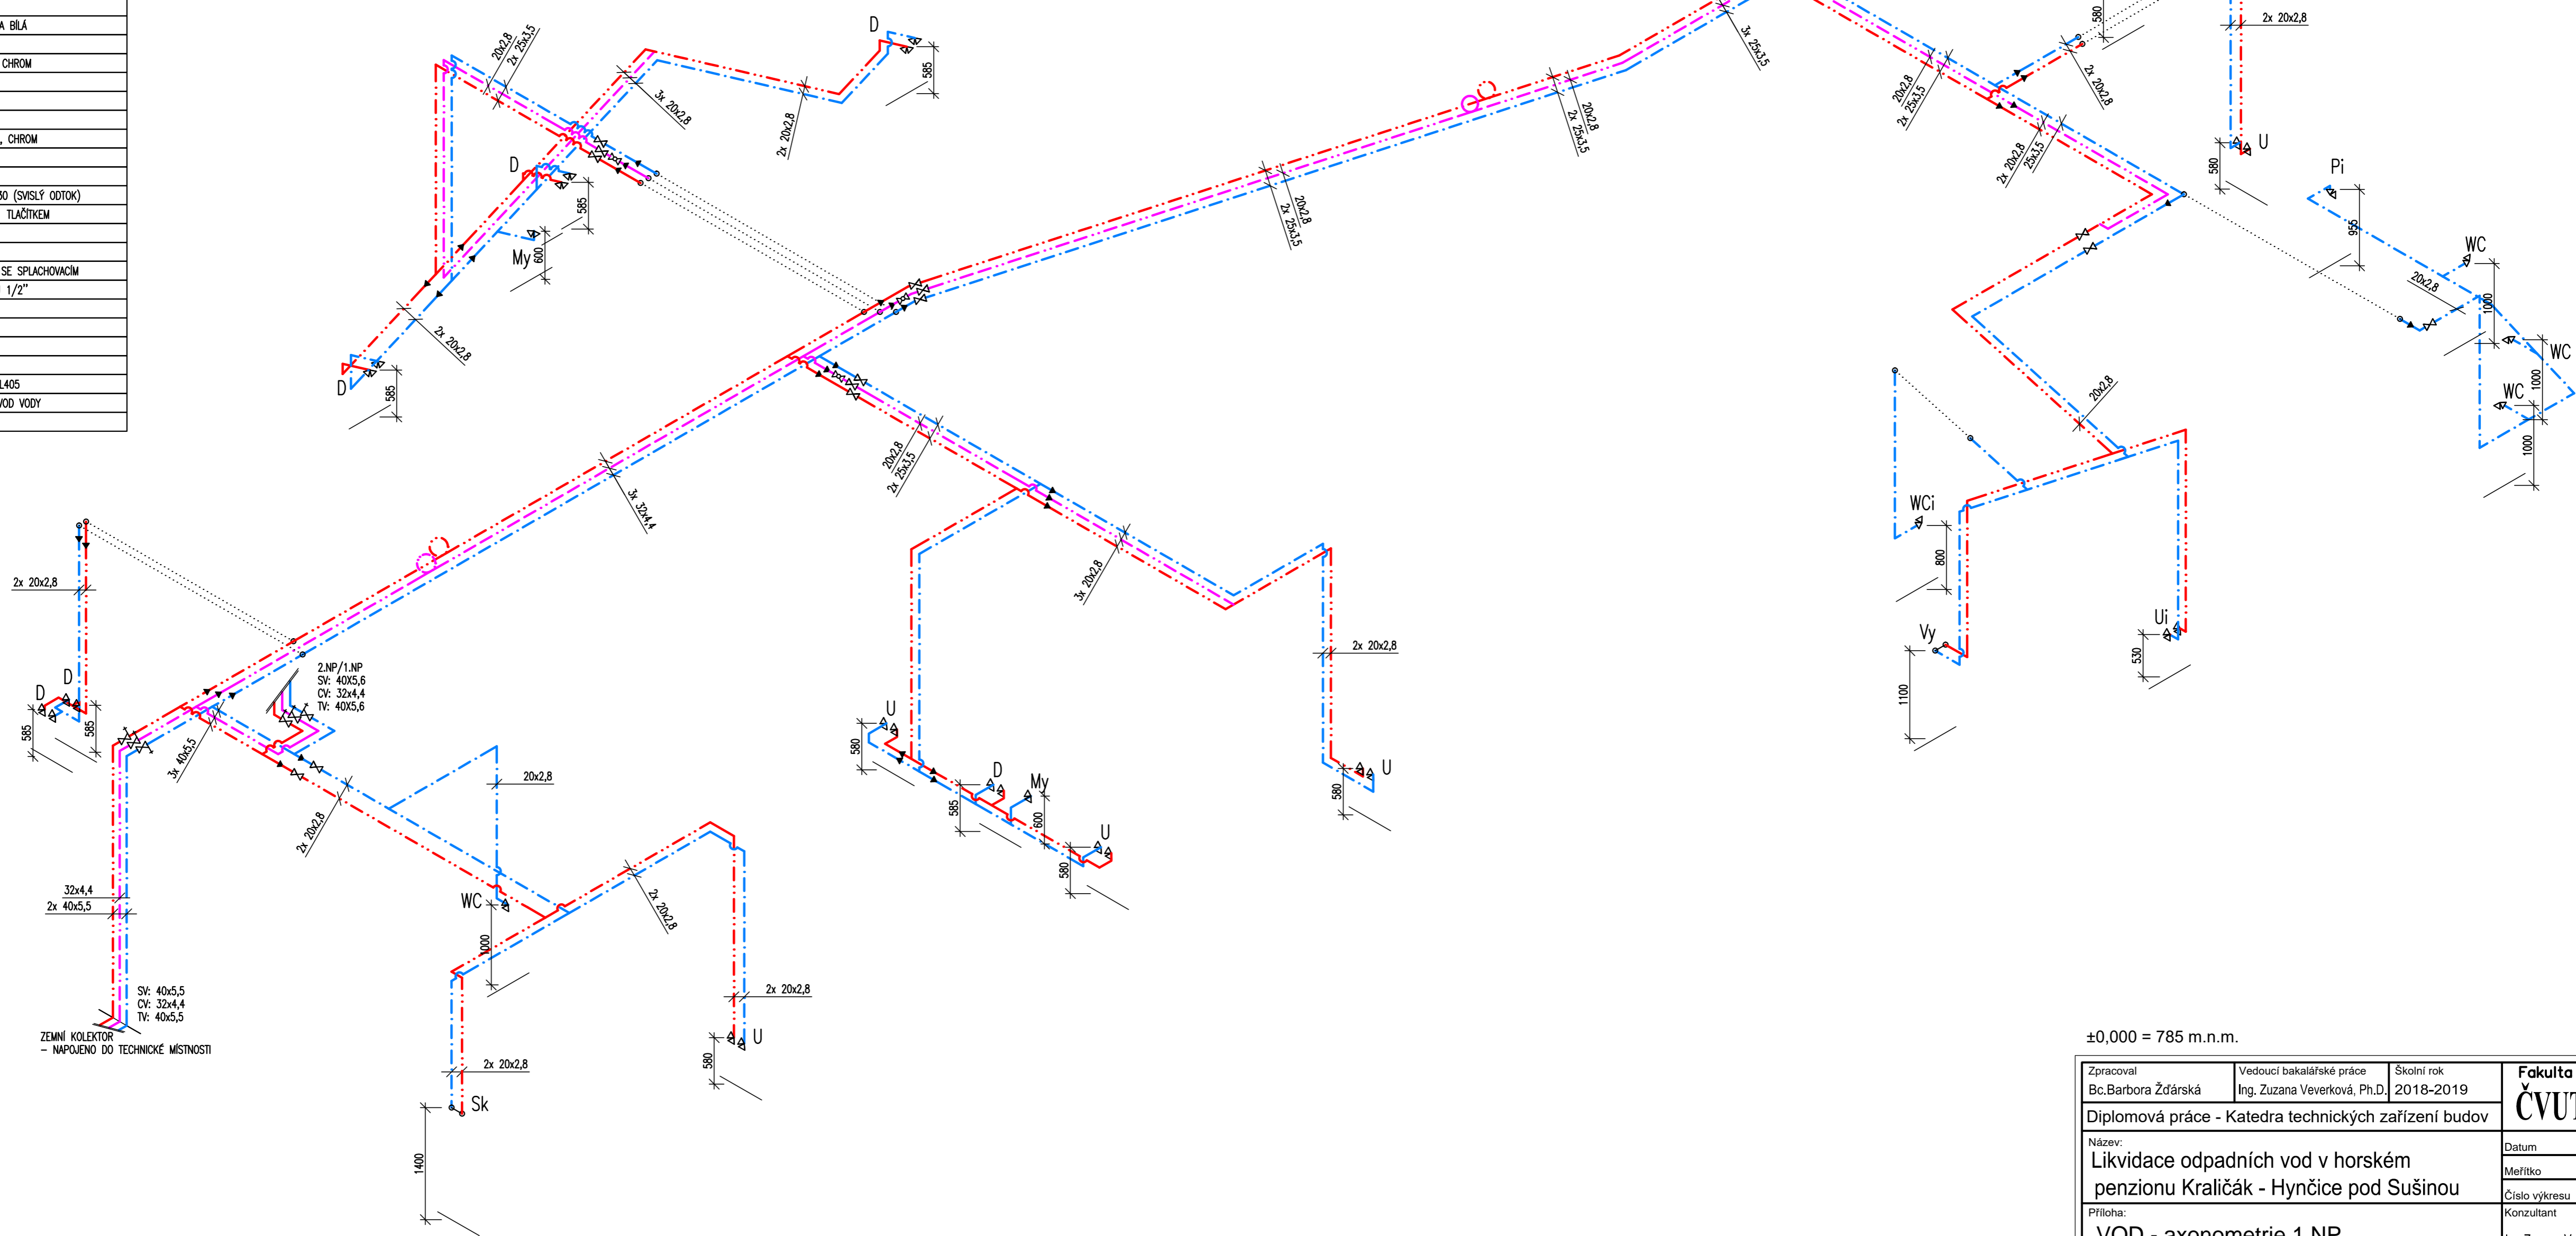 A BÍLÁ
CHROM
, CHROM
30 (SVISLÝ ODTOK)
TLAČÍTKEM
SE SPLACHOVACÍM
1/2"
L405
VOD VODY
20x2,8
2x 25x3,5
3x 20x2,8
2x 20x2,8
D
585
D
585
My
600
2x 20x2,8
D
585
3x 25x3,5
20x2,8
2x 25x3,5
20x2,8
2x 25x3,5
20x2,8
2x 25x3,5
2x 20x2,8
25x3,5
580
2x 20x2,8
2x 20x2,8
U
580
Pi
955
WC
1000
20x2,8
WC
1000
WC
1000
20x2,8
WCi
800
Vy
1100
Ui
530
20x2,8
2x 25x3,5
3x 32x4,4
3x 20x2,8
2x 20x2,8
U
580
U
580
D
585
My
600
U
580
2x 20x2,8
D
D
585
585
2.NP/1.NP
SV: 40X5,6
CV: 32x4,4
TV: 40X5,6
3x 40x5,5
2x 20x2,8
20x2,8
WC
1000
2x 20x2,8
32x4,4
2x 40x5,5
SV: 40x5,5
CV: 32x4,4
TV: 40x5,5
ZEMNÍ KOLEKTOR
- NAPOJENO DO TECHNICKÉ MÍSTNOSTI
2x 20x2,8
U
580
2x 20x2,8
Sk
1400
±0,000 = 785 m.n.m.
Zpracoval
Bc.Barbora Žďárská
Vedoucí bakalářské práce
Ing. Zuzana Veverková, Ph.D.
Školní rok
2018-2019
Fakulta
ČVUT
Diplomová práce - Katedra technických zařízení budov
Název:
Likvidace odpadních vod v horském
penzionu Kraličák - Hynčice pod Sušinou
Datum
Meřítko
Číslo výkresu
Příloha:
VOD - axonometrie 1.NP
Konzultant